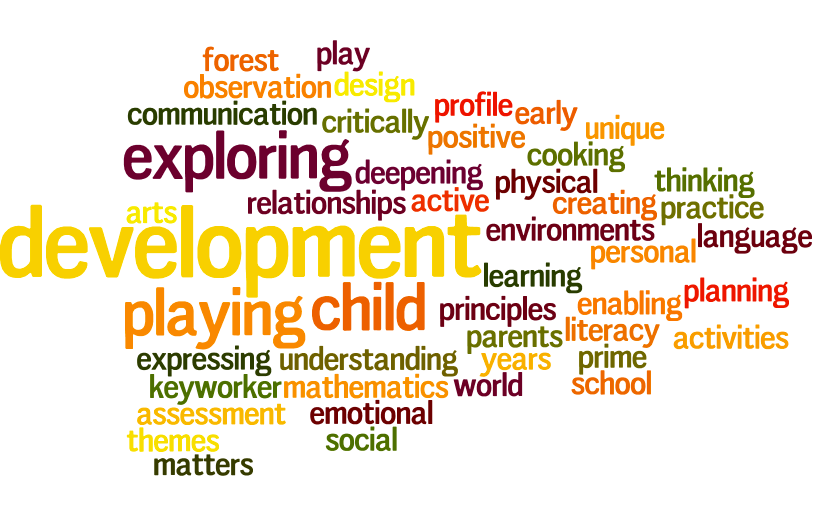 forest play
observation design
communication critically profile early
positive unique
exploring cooking
deepening physical thinking
arts relationships active creating practice
development environments language
personal
learning
playing child principles enabling planning
parents literacy activities
expressing understanding years prime
keyworker mathematics world school
assessment emotional
themes social
matters